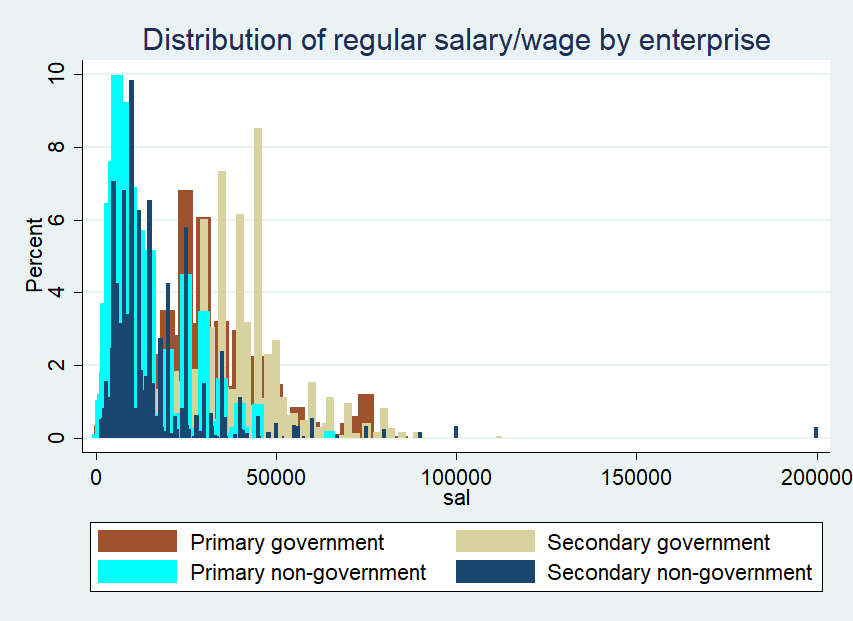 Distribution of regular salary/wage by enterprise
Percent
10
8
6
4
2
0
0 50000 100000 150000 200000
sal
Primary government Secondary government
Primary non-government Secondary non-government